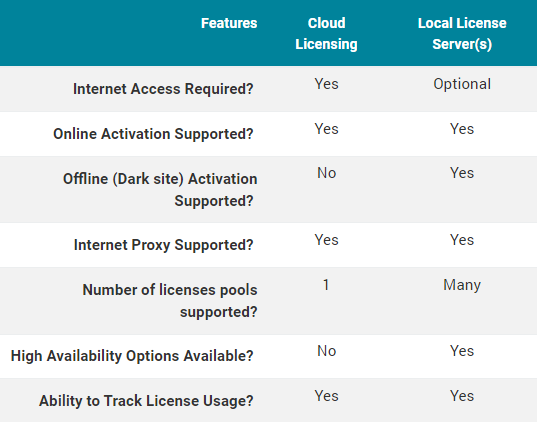 Features Cloud Licensing Local License Server(s)
Internet Access Required? Yes Optional
Online Activation Supported? Yes Yes
Offline (Dark site) Activation Supported? No Yes
Internet Proxy Supported? Yes Yes
Number of licenses pools supported? 1 Many
High Availability Options Available? No Yes
Ability to Track License Usage? Yes Yes